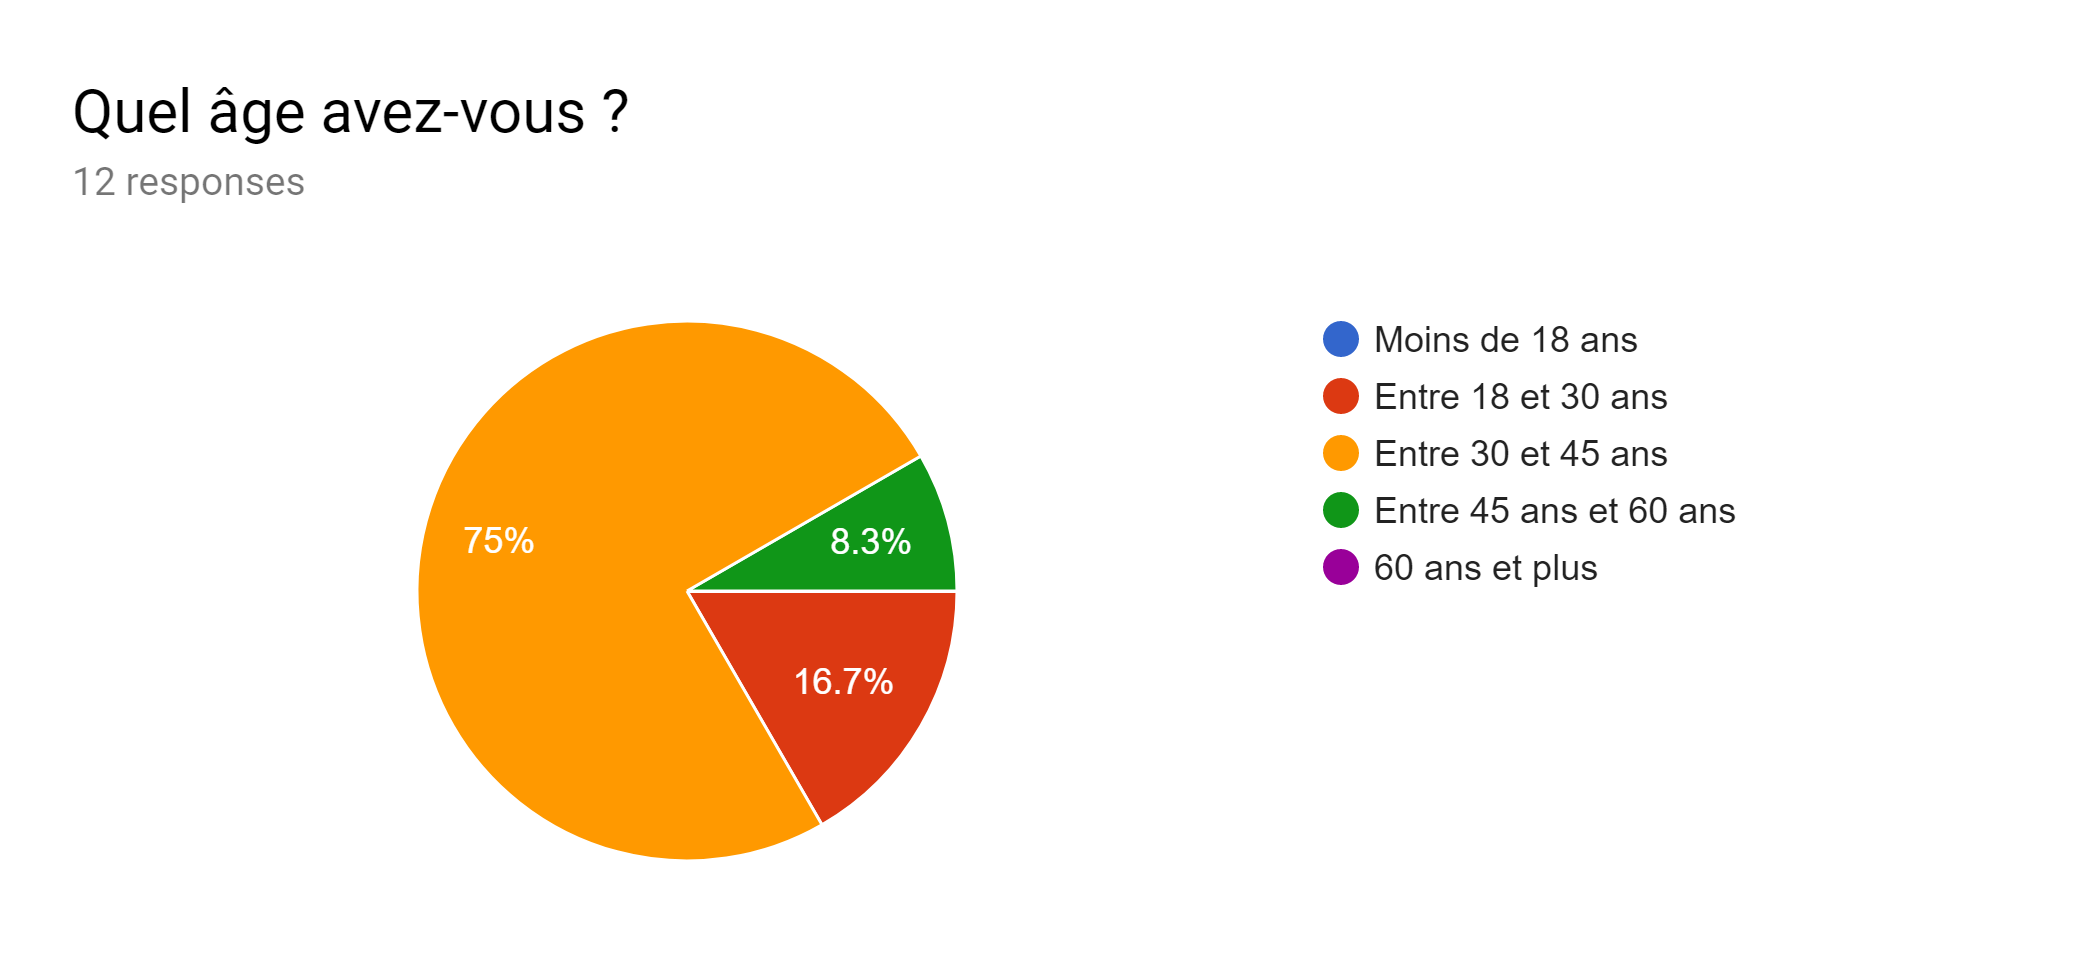 Quel âge avez-vous ?
12 responses
75%
8.3%
16.7%
Moins de 18 ans
Entre 18 et 30 ans
Entre 30 et 45 ans
Entre 45 ans et 60 ans
60 ans et plus